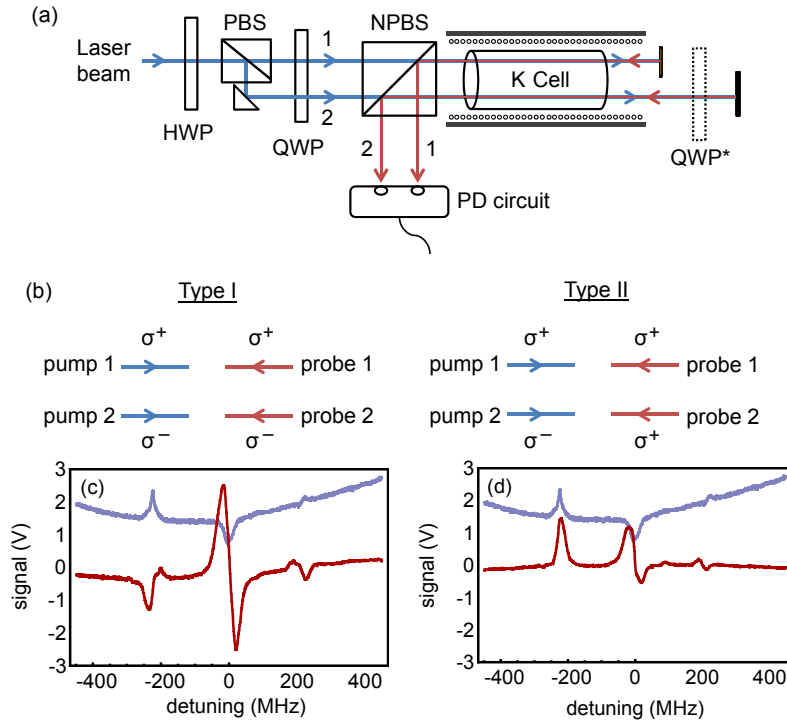 (a)
PBS
NPBS
Laser
beam
1
K Cell
2
HWP
QWP
2
1
QWP*
PD circuit
(b)
Type I
Type II
σ⁺ σ⁺
pump 1 probe 1
pump 2 probe 2
σ⁻ σ⁻
σ⁺ σ⁺
pump 1 probe 1
pump 2 probe 2
σ⁻ σ⁺
(c)
signal (V)
3
2
1
0
-1
-2
-3
-400 -200 0 200 400
detuning (MHz)
(d)
signal (V)
3
2
1
0
-1
-2
-3
-400 -200 0 200 400
detuning (MHz)